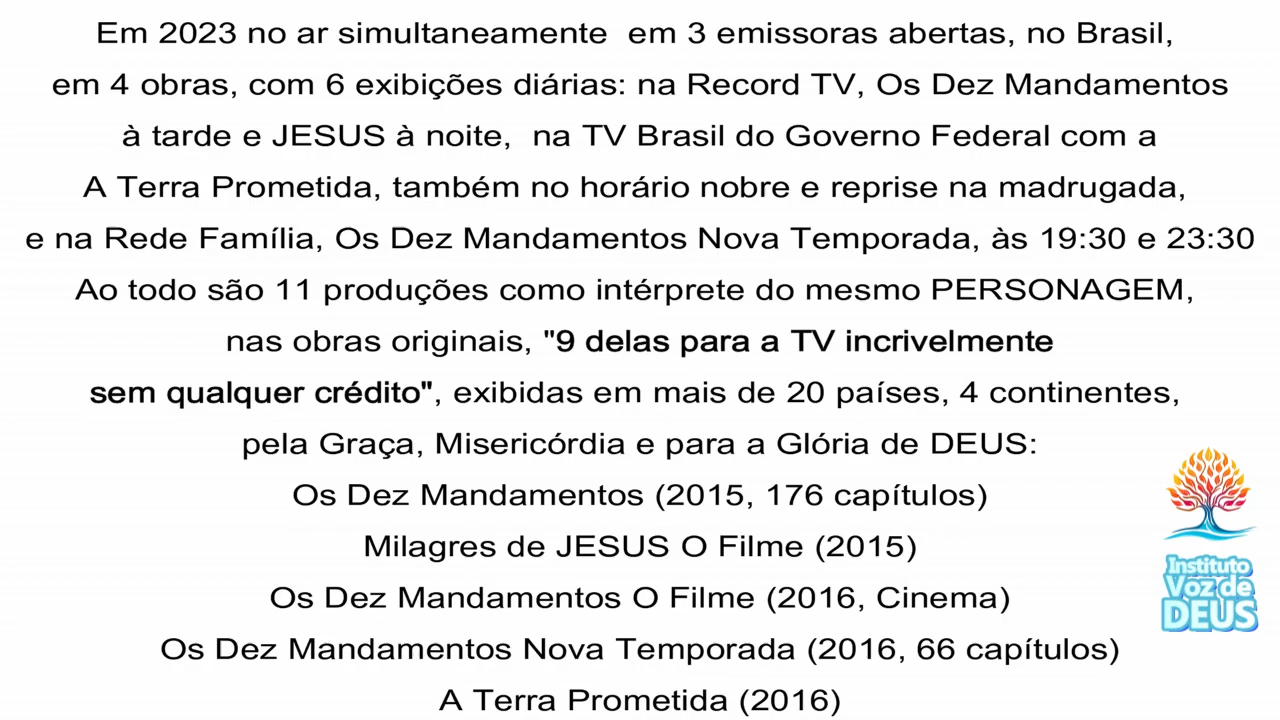 Em 2023 no ar simultaneamente  em 3 emissoras abertas, no Brasil,
em 4 obras, com 6 exibições diárias: na Record TV, Os Dez Mandamentos
à tarde e JESUS à noite,  na TV Brasil do Governo Federal com a
A Terra Prometida, também no horário nobre e reprise na madrugada,
e na Rede Família, Os Dez Mandamentos Nova Temporada, às 19:30 e 23:30
Ao todo são 11 produções como intérprete do mesmo PERSONAGEM,
nas obras originais, "9 delas para a TV incrivelmente
sem qualquer crédito", exibidas em mais de 20 países, 4 continentes,
pela Graça, Misericórdia e para a Glória de DEUS:
Os Dez Mandamentos (2015, 176 capítulos)
Milagres de JESUS O Filme (2015)
Os Dez Mandamentos O Filme (2016, Cinema)
Os Dez Mandamentos Nova Temporada (2016, 66 capítulos)
A Terra Prometida (2016)
Instituto
Voz de
DEUS